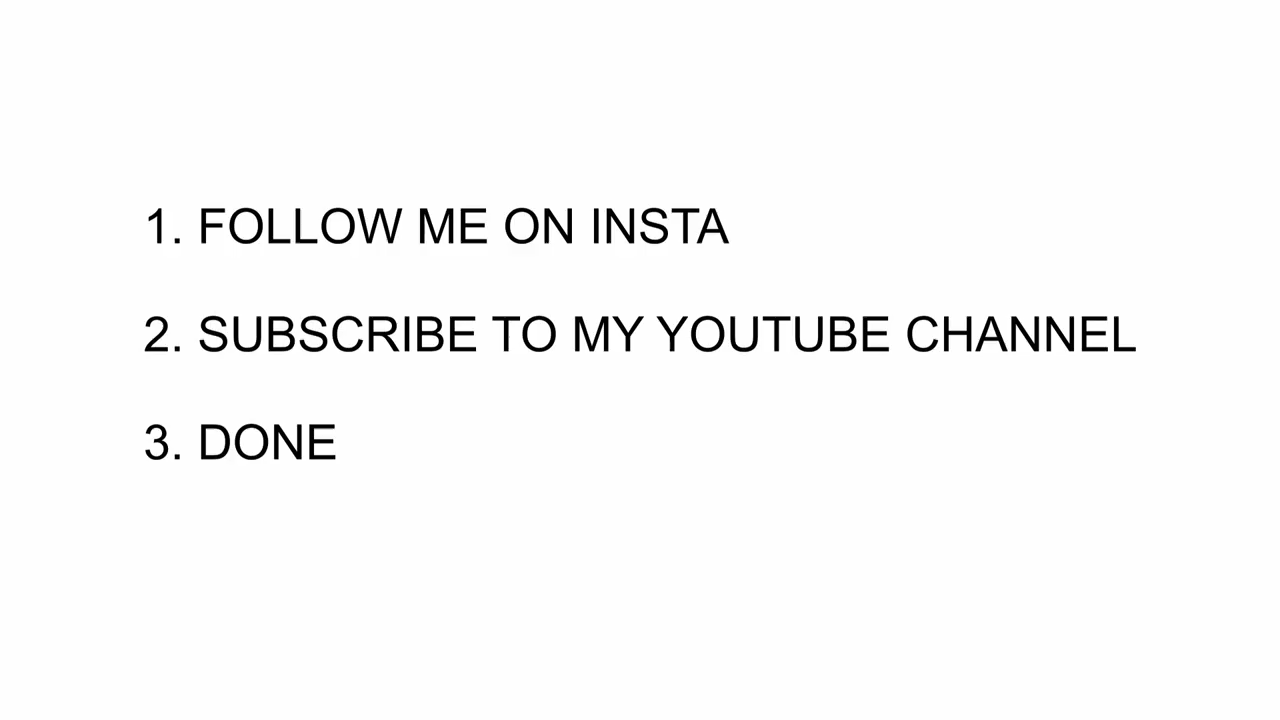 1. FOLLOW ME ON INSTA
2. SUBSCRIBE TO MY YOUTUBE CHANNEL
3. DONE